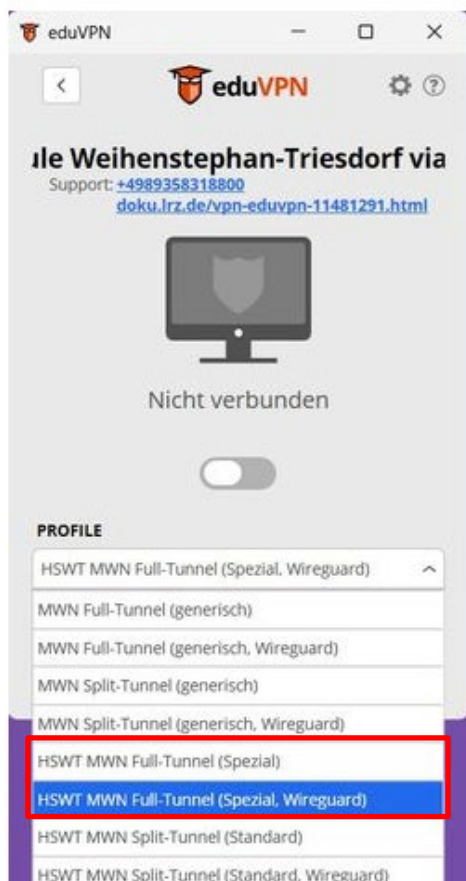 eduVPN
eduVPN
ule Weihenstephan-Triesdorf via
Support: +4989358318800
doku.lrz.de/vpn-eduvpn-11481291.html
Nicht verbunden
PROFILE
HSWT MWN Full-Tunnel (Spezial, Wireguard)
MWN Full-Tunnel (generisch)
MWN Full-Tunnel (generisch, Wireguard)
MWN Split-Tunnel (generisch)
MWN Split-Tunnel (generisch, Wireguard)
HSWT MWN Full-Tunnel (Spezial)
HSWT MWN Full-Tunnel (Spezial, Wireguard)
HSWT MWN Split-Tunnel (Standard)
HSWT MWN Split-Tunnel (Standard, Wireguard)